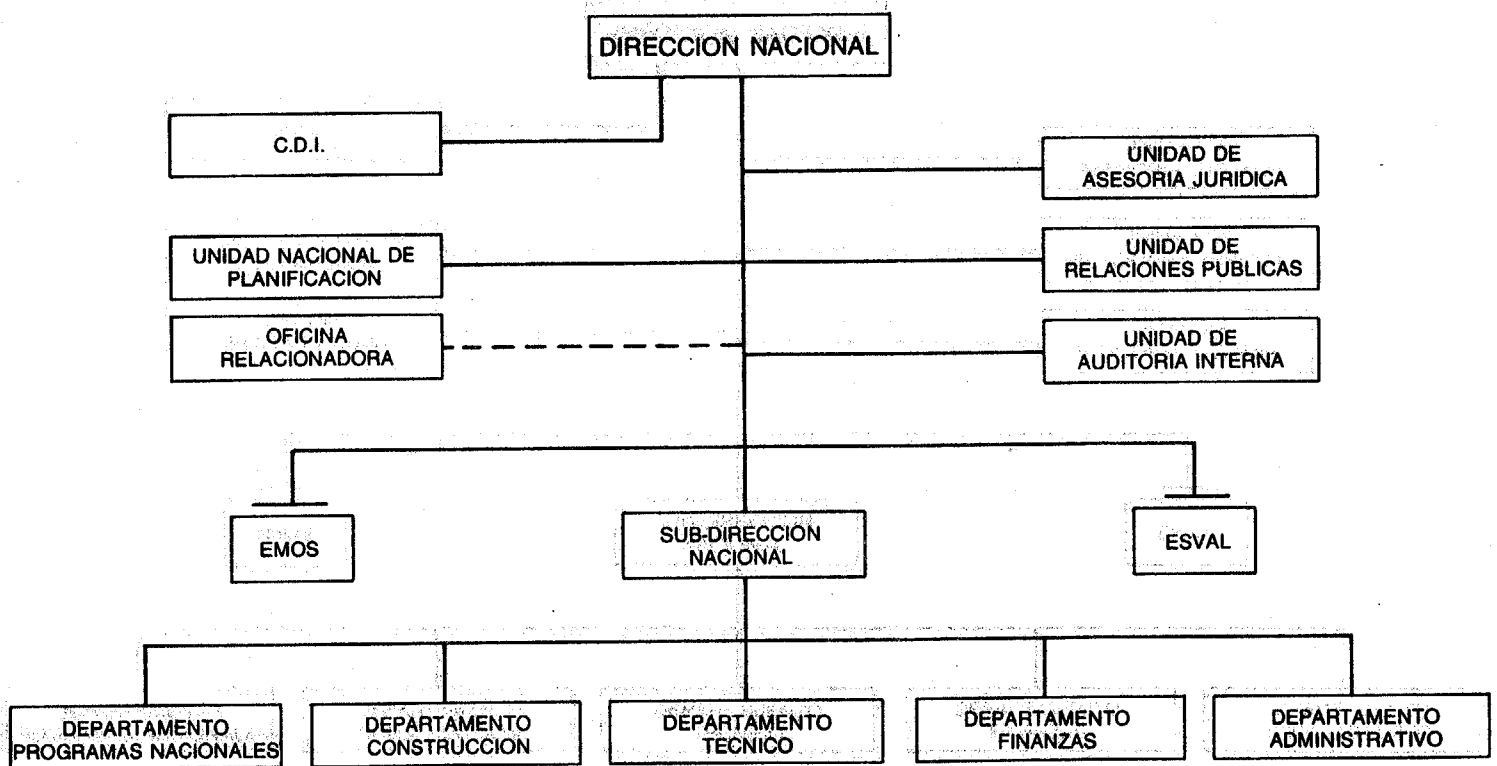 DIRECCION NACIONAL
C.D.I.
UNIDAD DE
ASESORIA JURIDICA
UNIDAD NACIONAL DE
PLANIFICACION
UNIDAD DE
RELACIONES PUBLICAS
OFICINA
RELACIONADORA
UNIDAD DE
AUDITORIA INTERNA
EMOS
SUB-DIRECCION
NACIONAL
ESVAL
DEPARTAMENTO
PROGRAMAS NACIONALES
DEPARTAMENTO
CONSTRUCCION
DEPARTAMENTO
TECNICO
DEPARTAMENTO
FINANZAS
DEPARTAMENTO
ADMINISTRATIVO